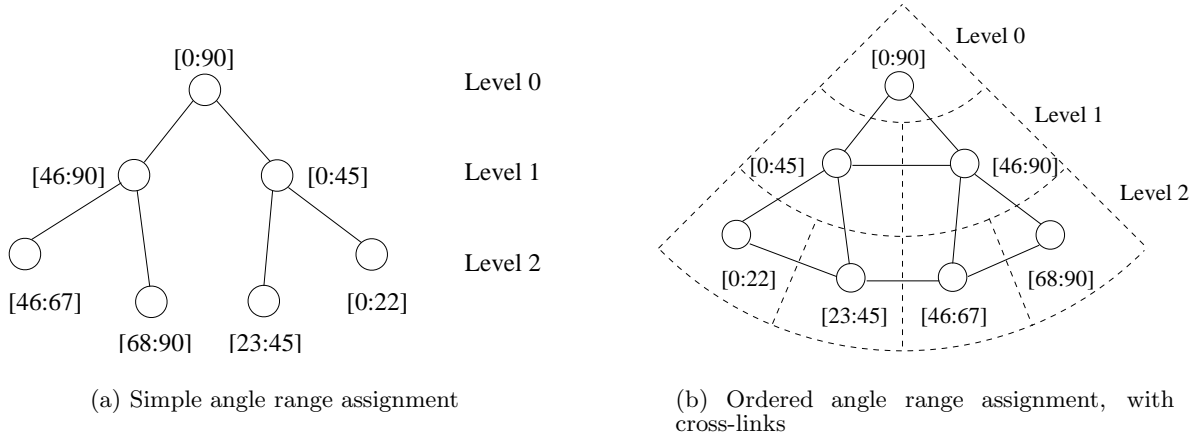 [0:90]
Level 0
[46:90]
[0:45]
Level 1
Level 2
[46:67]
[0:22]
[68:90]
[23:45]
(a) Simple angle range assignment
Level 0
[0:90]
Level 1
[0:45]
[46:90]
Level 2
[0:22]
[68:90]
[23:45]
[46:67]
(b) Ordered angle range assignment, with
cross-links